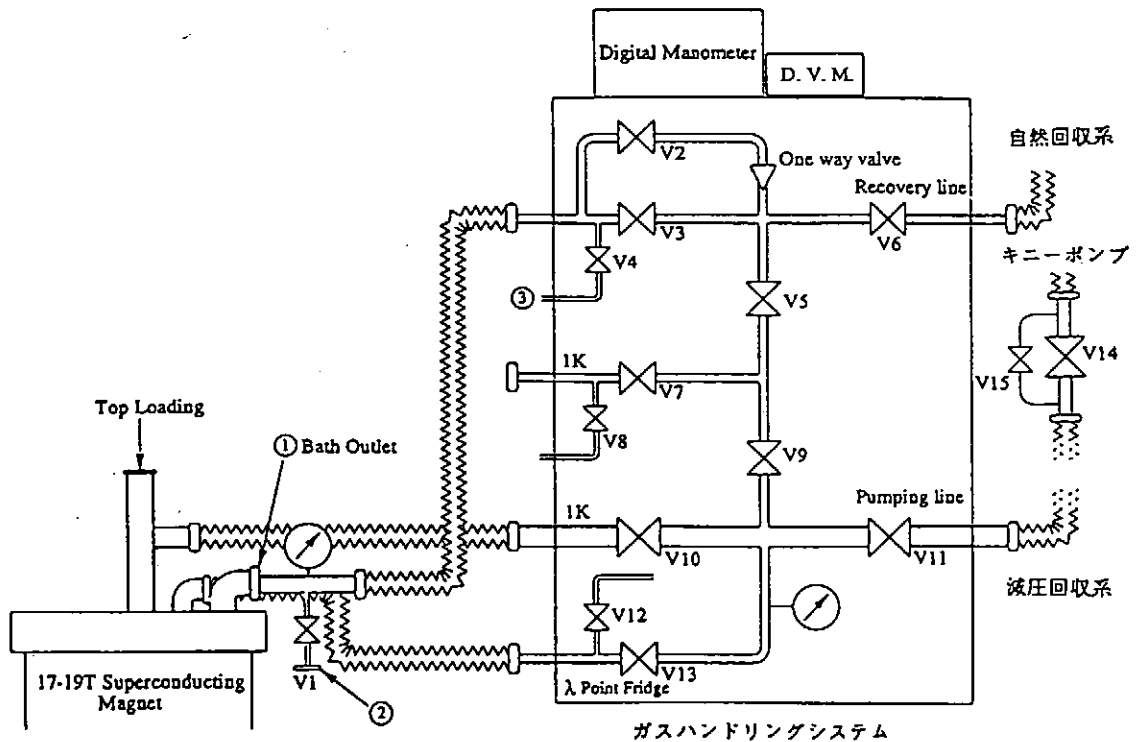 Digital Manometer
D. V. M.
自然回収系
V2
One way valve
Recovery line
V3
V6
V4
キニーポンプ
③
V5
1K
V14
V15
V7
Top Loading
V8
① Bath Outlet
V9
1K
Pumping line
V10
V11
V12
減圧回収系
V13
17-19T Superconducting
Magnet
V1
②
λ Point Fridge
ガスハンドリングシステム